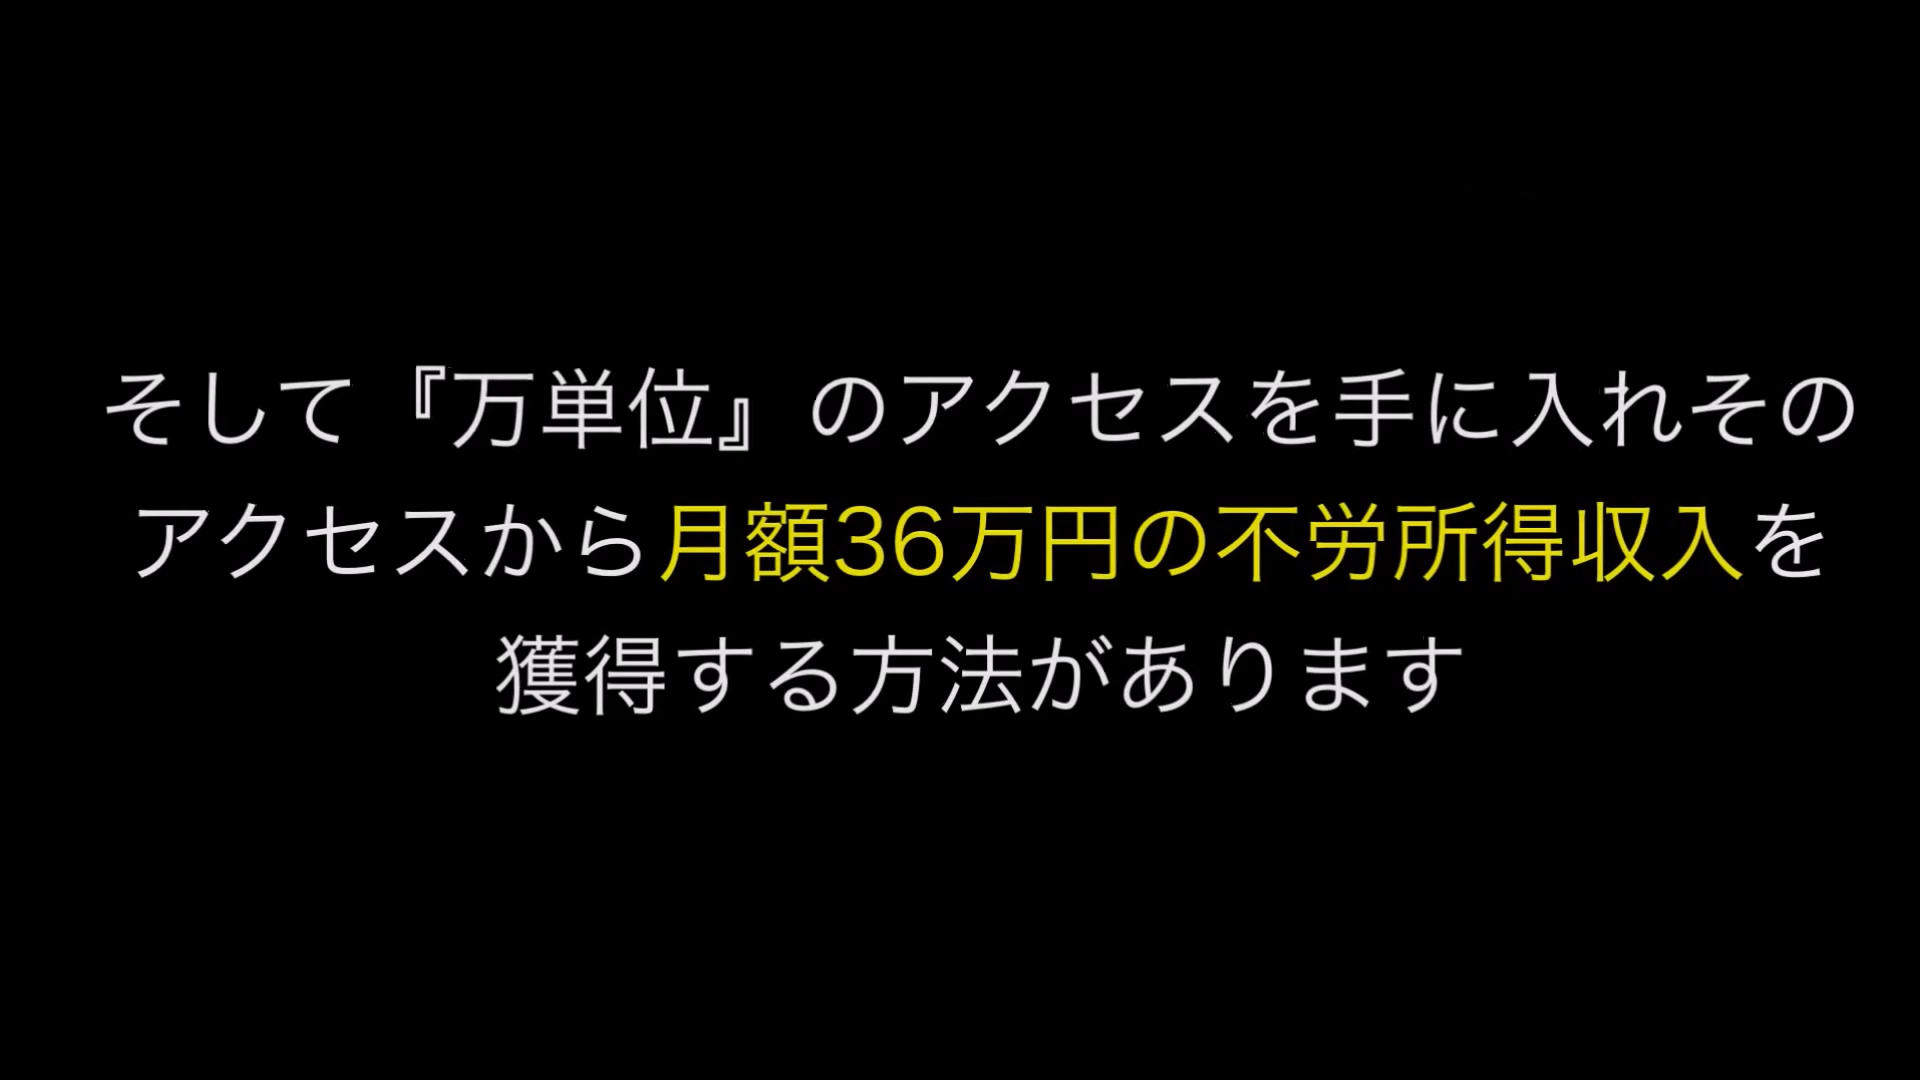 そして『万単位』のアクセスを手に入れその
アクセスから月額36万円の不労所得収入を
獲得する方法があります